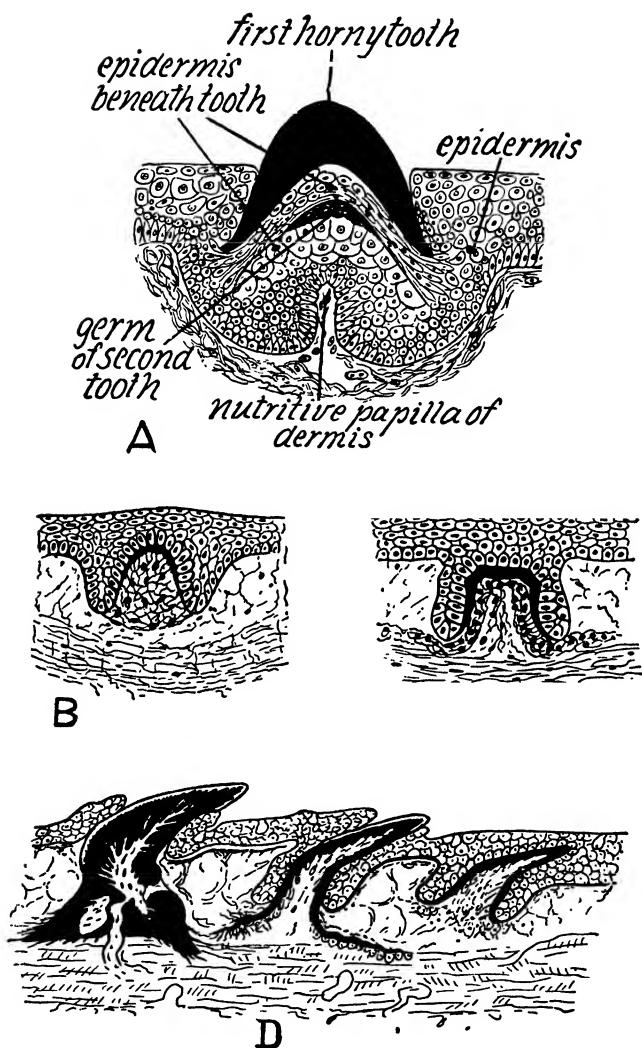 first horny tooth
epidermis
beneath tooth
epidermis
germ
of second
tooth
nutritive papilla of
dermis
A
B
D